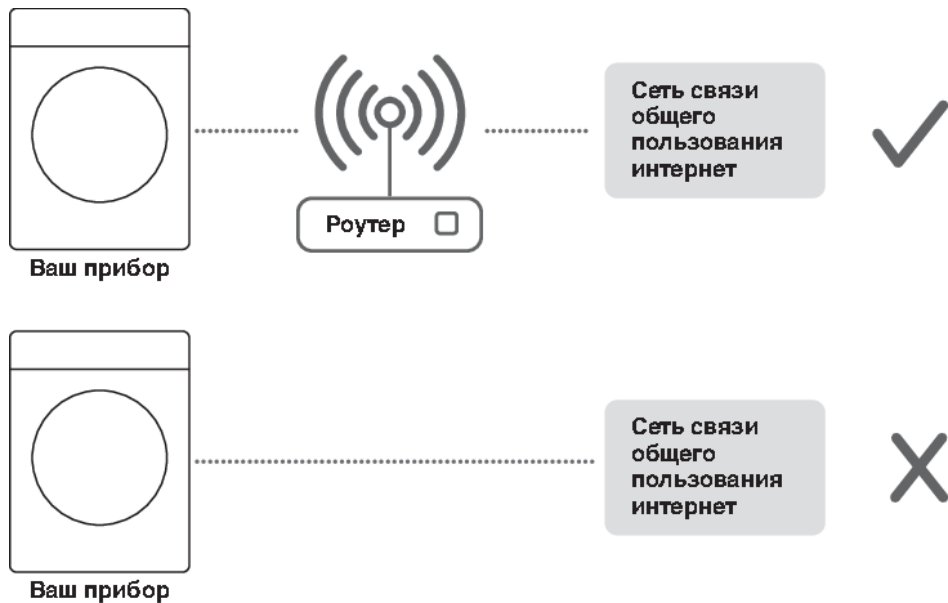 Сеть связи
общего
пользования
интернет
Роутер
Ваш прибор
Сеть связи
общего
пользования
интернет
Ваш прибор